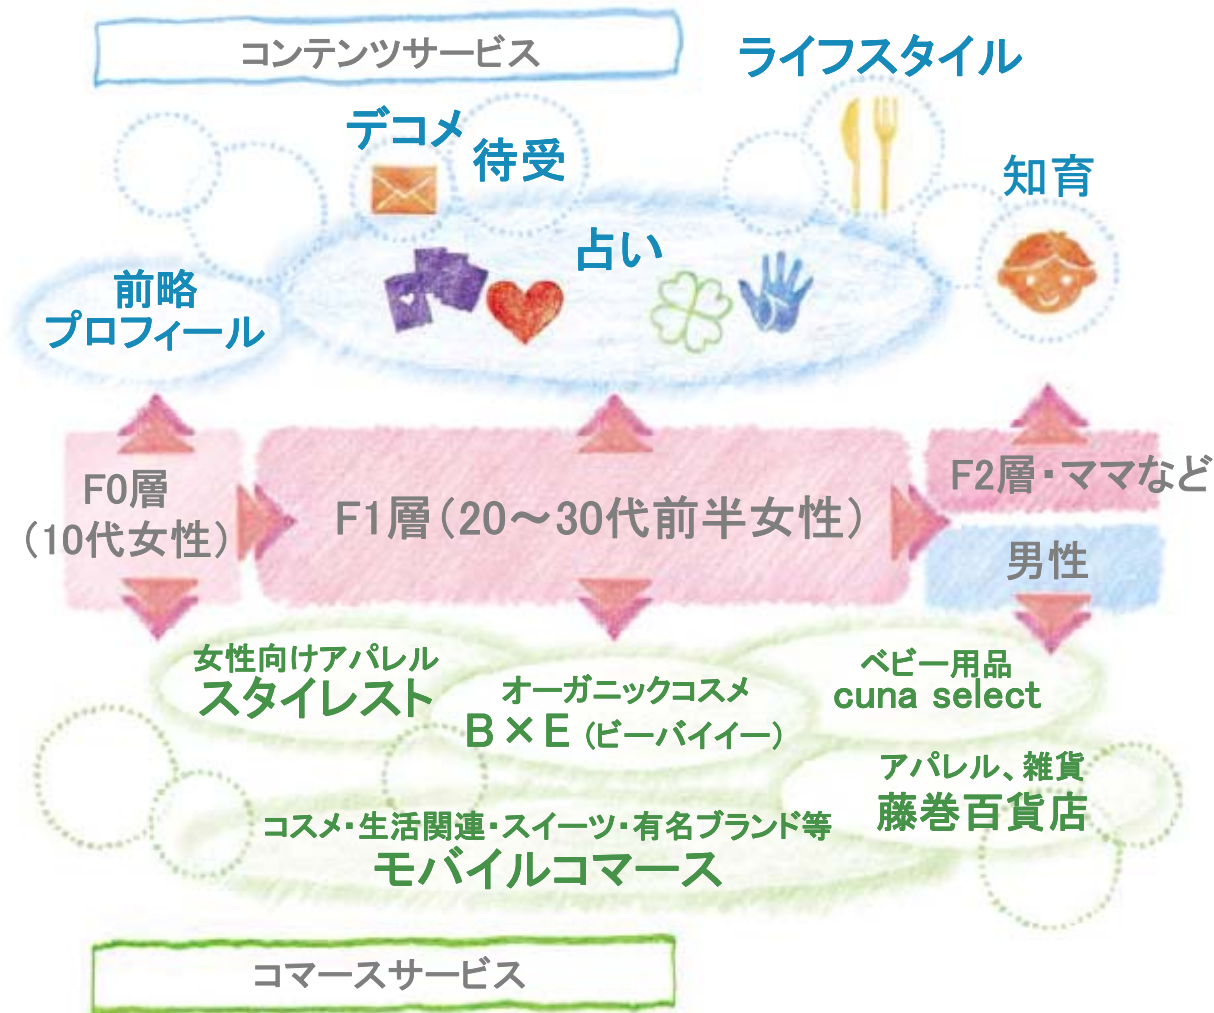 コンテンツサービス
ライフスタイル
デコメ
待受
知育
占い
前略
プロフィール
F0層
(10代女性)
F1層(20～30代前半女性)
F2層・ママなど
男性
女性向けアパレル
スタイレスト
オーガニックコスメ
B×E (ビーバイイー)
ベビー用品
cuna select
アパレル、雑貨
藤巻百貨店
コスメ・生活関連・スイーツ・有名ブランド等
モバイルコマース
コマースサービス